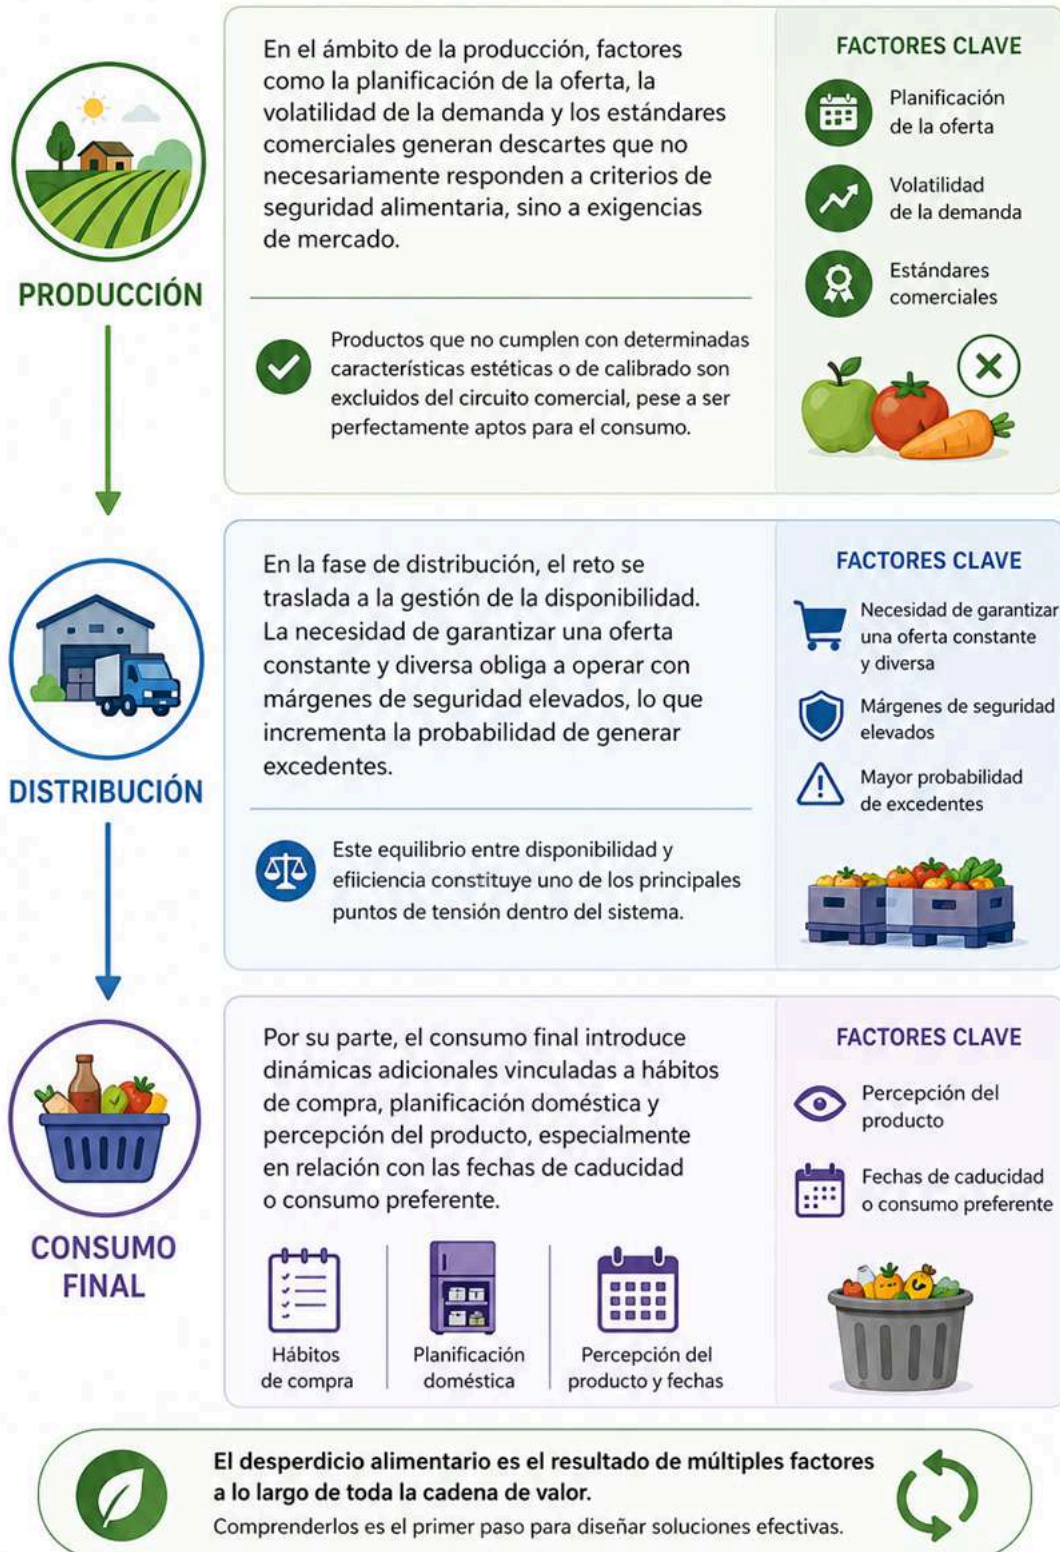 PRODUCCIÓN
En el ámbito de la producción, factores
como la planificación de la oferta, la
volatilidad de la demanda y los estándares
comerciales generan descartes que no
necesariamente responden a criterios de
seguridad alimentaria, sino a exigencias
de mercado.
Productos que no cumplen con determinadas
características estéticas o de calibrado son
excluidos del circuito comercial, pese a ser
perfectamente aptos para el consumo.
FACTORES CLAVE
Planificación
de la oferta
Volatilidad
de la demanda
Estándares
comerciales
DISTRIBUCIÓN
En la fase de distribución, el reto se
traslada a la gestión de la disponibilidad.
La necesidad de garantizar una oferta
constante y diversa obliga a operar con
márgenes de seguridad elevados, lo que
incrementa la probabilidad de generar
excedentes.
Este equilibrio entre disponibilidad y
efiiciencia constituye uno de los principales
puntos de tensión dentro del sistema.
FACTORES CLAVE
Necesidad de garantizar
una oferta constante
y diversa
Márgenes de seguridad
elevados
Mayor probabilidad
de excedentes
CONSUMO
FINAL
Por su parte, el consumo final introduce
dinámicas adicionales vinculadas a hábitos
de compra, planificación doméstica y
percepción del producto, especialmente
en relación con las fechas de caducidad
o consumo preferente.
Hábitos
de compra
Planificación
doméstica
Percepción del
producto y fechas
FACTORES CLAVE
Percepción del
producto
Fechas de caducidad
o consumo preferente
El desperdicio alimentario es el resultado de múltiples factores
a lo largo de toda la cadena de valor.
Comprenderlos es el primer paso para diseñar soluciones efectivas.